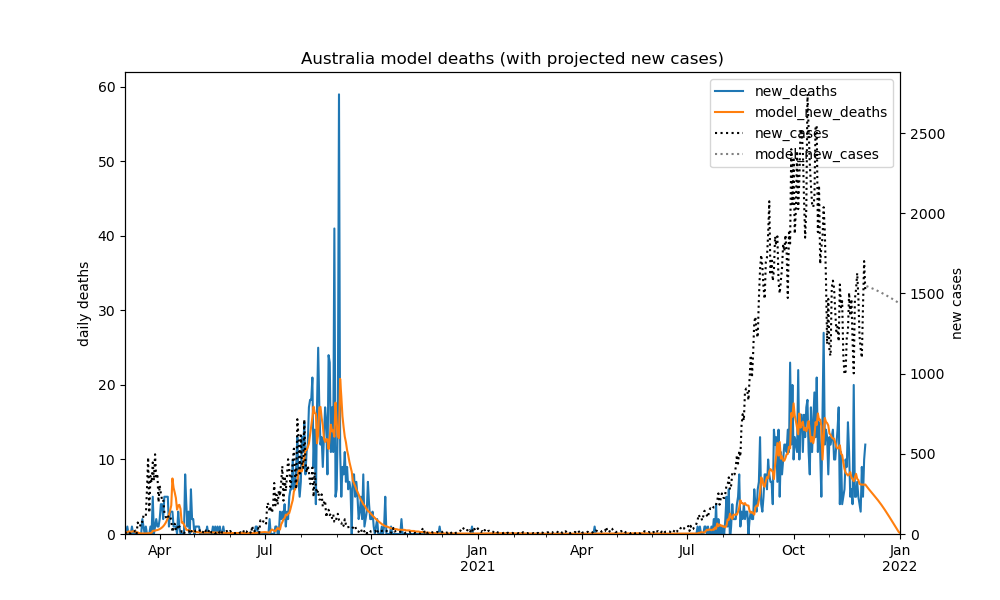 Australia model deaths (with projected new cases)
new_deaths
model_new_deaths
new_cases
model_new_cases
daily deaths
new cases
60
50
40
30
20
10
0
2500
2000
1500
1000
500
0
Apr
Jul
Oct
Jan
2021
Apr
Jul
Oct
Jan
2022